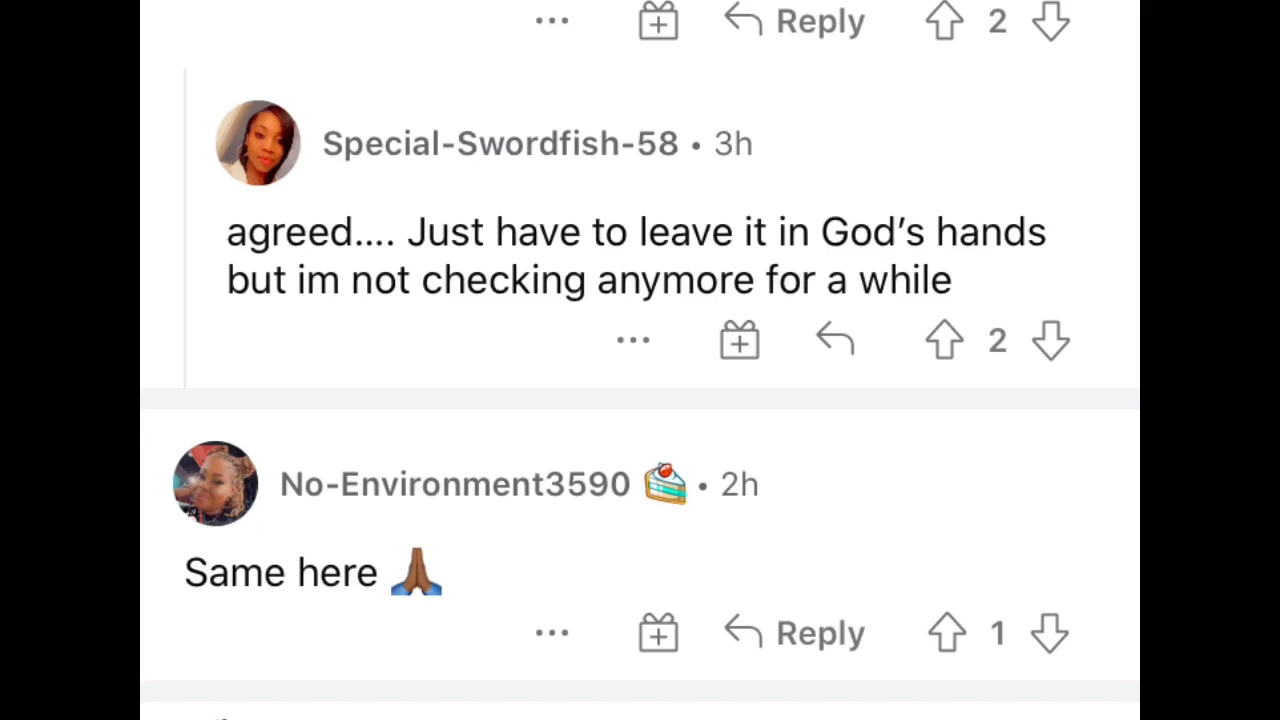 Reply 2
Special-Swordfish-58 • 3h
agreed.... Just have to leave it in God's hands
but im not checking anymore for a while
2
No-Environment3590 🍰 • 2h
Same here 🙏🏾
Reply 1